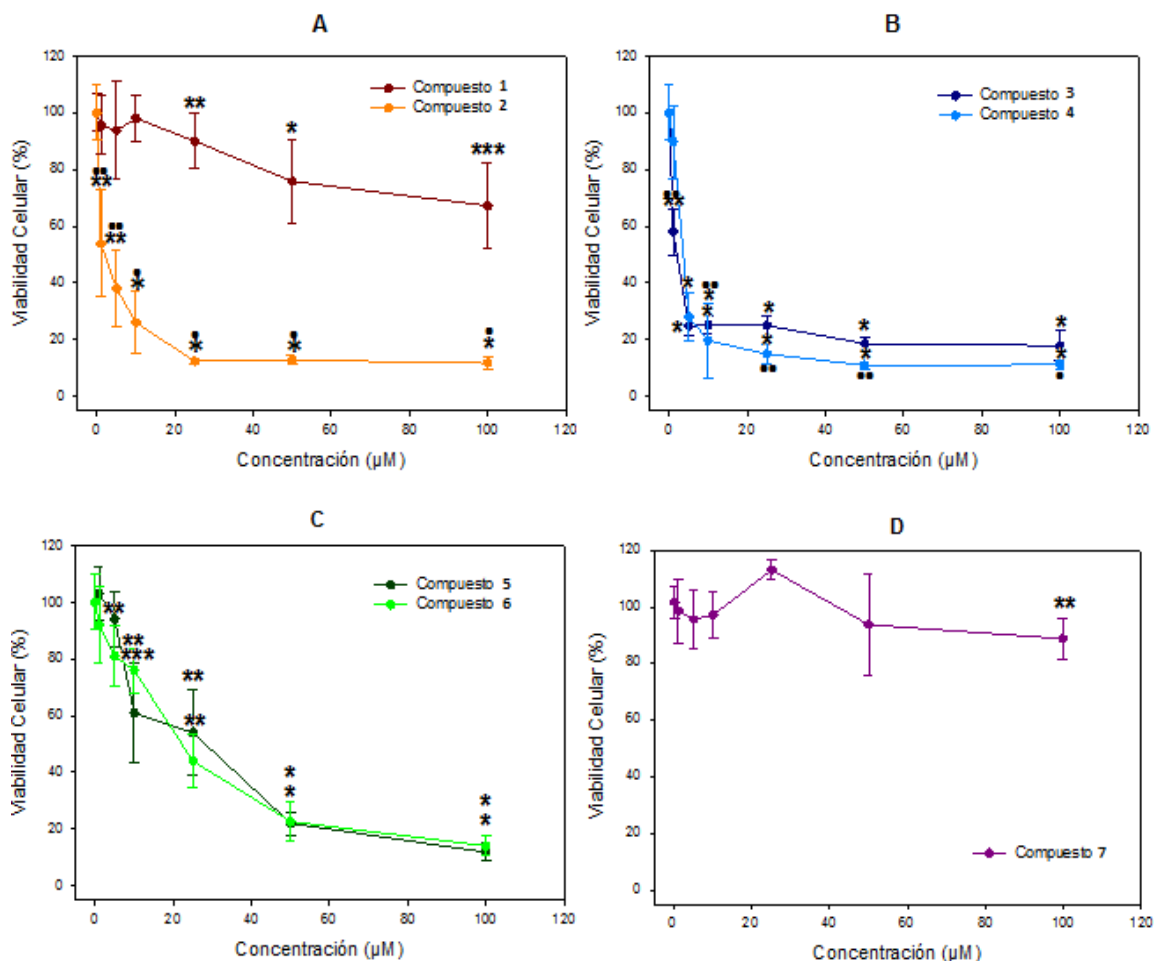 A
120
100
80
60
40
20
0
Viabilidad Celular (%)
Compuesto 1
Compuesto 2
**
*
***
**
**
*
*
*
*
0 20 40 60 80 100 120
Concentración (µM)
B
120
100
80
60
40
20
0
Viabilidad Celular (%)
Compuesto 3
Compuesto 4
**
*
*
*
*
*
*
*
*
*
*
0 20 40 60 80 100 120
Concentración (µM)
C
120
100
80
60
40
20
0
Viabilidad Celular (%)
Compuesto 5
Compuesto 6
**
**
***
**
**
*
*
*
*
0 20 40 60 80 100 120
Concentración (µM)
D
120
100
80
60
40
20
0
Viabilidad Celular (%)
**
Compuesto 7
0 20 40 60 80 100 120
Concentración (µM)